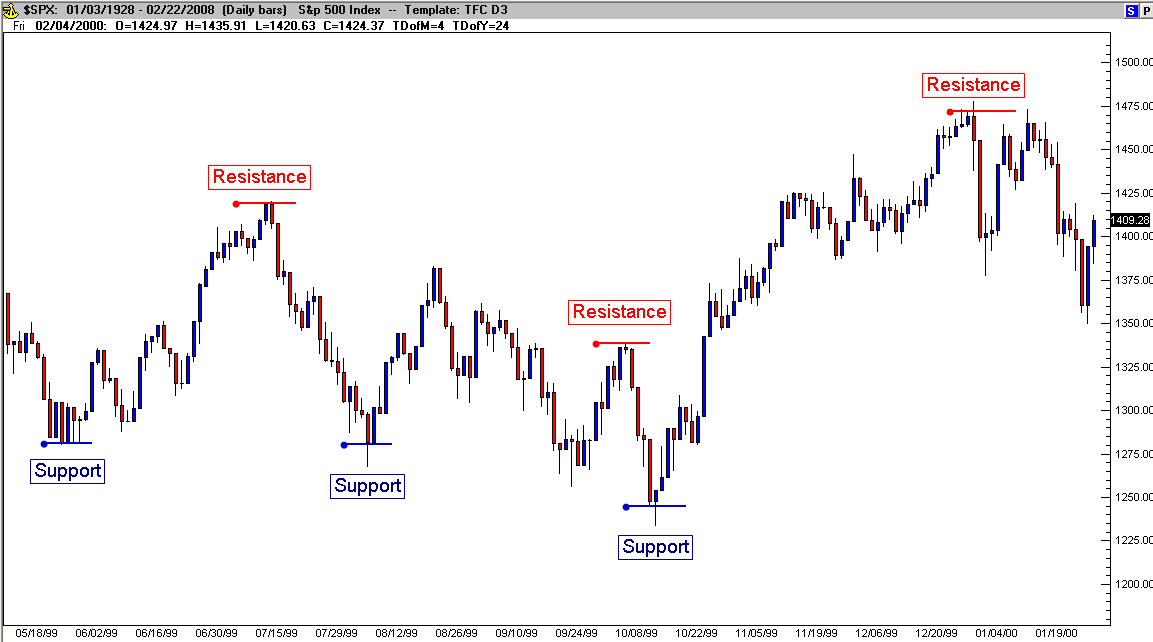 $SPX: 01/03/1928 - 02/22/2008 (Daily bars) S&p 500 Index -- Template: TFC D3
S P
Fri 02/04/2000: O=1424.97 H=1435.91 L=1420.63 C=1424.37 TDofM=4 TDofY=24
1500.00
Resistance
1475.00
1450.00
Resistance
1425.00
1409.28
1400.00
1375.00
Resistance
1350.00
1325.00
1300.00
1275.00
Support
Support
1250.00
Support
1225.00
1200.00
05/18/99 06/02/99 06/16/99 06/30/99 07/15/99 07/29/99 08/12/99 08/26/99 09/10/99 09/24/99 10/08/99 10/22/99 11/05/99 11/19/99 12/06/99 12/20/99 01/04/00 01/19/00